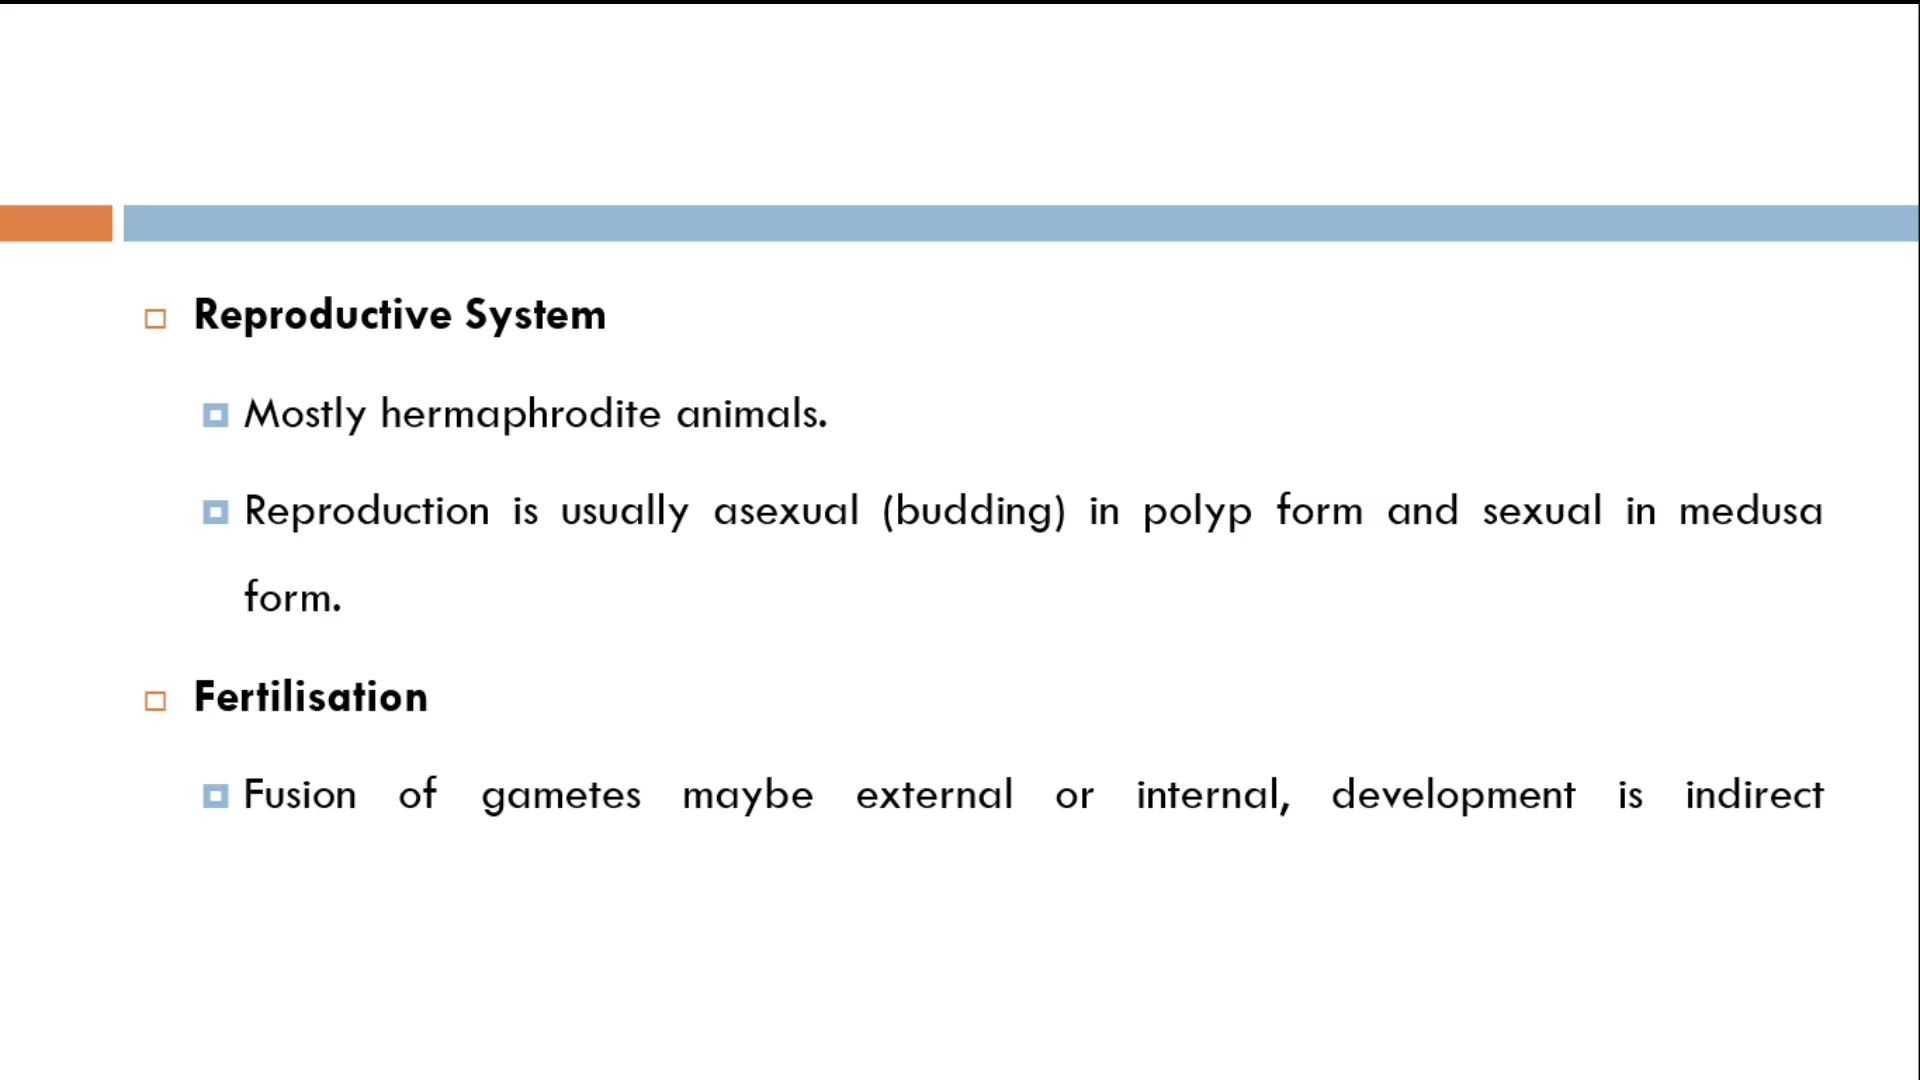 Reproductive System
Mostly hermaphrodite animals.
Reproduction is usually asexual (budding) in polyp form and sexual in medusa
form.
Fertilisation
Fusion of gametes maybe external or internal, development is indirect